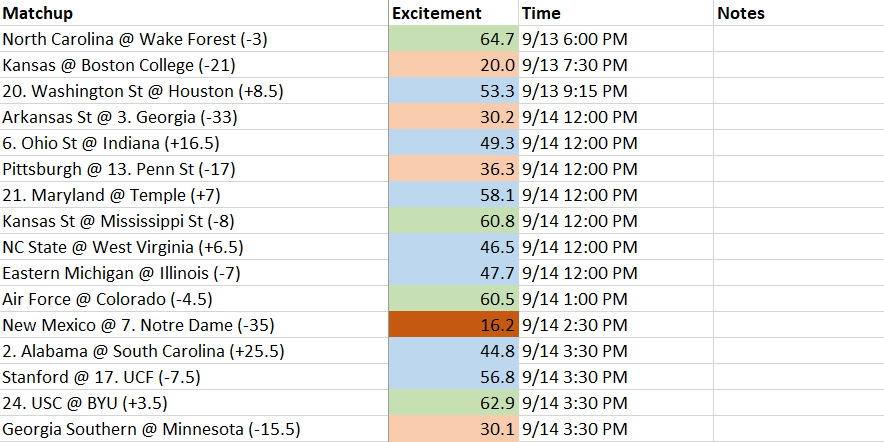 Matchup Excitement Time Notes
North Carolina @ Wake Forest (-3) 64.7 9/13 6:00 PM
Kansas @ Boston College (-21) 20.0 9/13 7:30 PM
20. Washington St @ Houston (+8.5) 53.3 9/13 9:15 PM
Arkansas St @ 3. Georgia (-33) 30.2 9/14 12:00 PM
6. Ohio St @ Indiana (+16.5) 49.3 9/14 12:00 PM
Pittsburgh @ 13. Penn St (-17) 36.3 9/14 12:00 PM
21. Maryland @ Temple (+7) 58.1 9/14 12:00 PM
Kansas St @ Mississippi St (-8) 60.8 9/14 12:00 PM
NC State @ West Virginia (+6.5) 46.5 9/14 12:00 PM
Eastern Michigan @ Illinois (-7) 47.7 9/14 12:00 PM
Air Force @ Colorado (-4.5) 60.5 9/14 1:00 PM
New Mexico @ 7. Notre Dame (-35) 16.2 9/14 2:30 PM
2. Alabama @ South Carolina (+25.5) 44.8 9/14 3:30 PM
Stanford @ 17. UCF (-7.5) 56.8 9/14 3:30 PM
24. USC @ BYU (+3.5) 62.9 9/14 3:30 PM
Georgia Southern @ Minnesota (-15.5) 30.1 9/14 3:30 PM